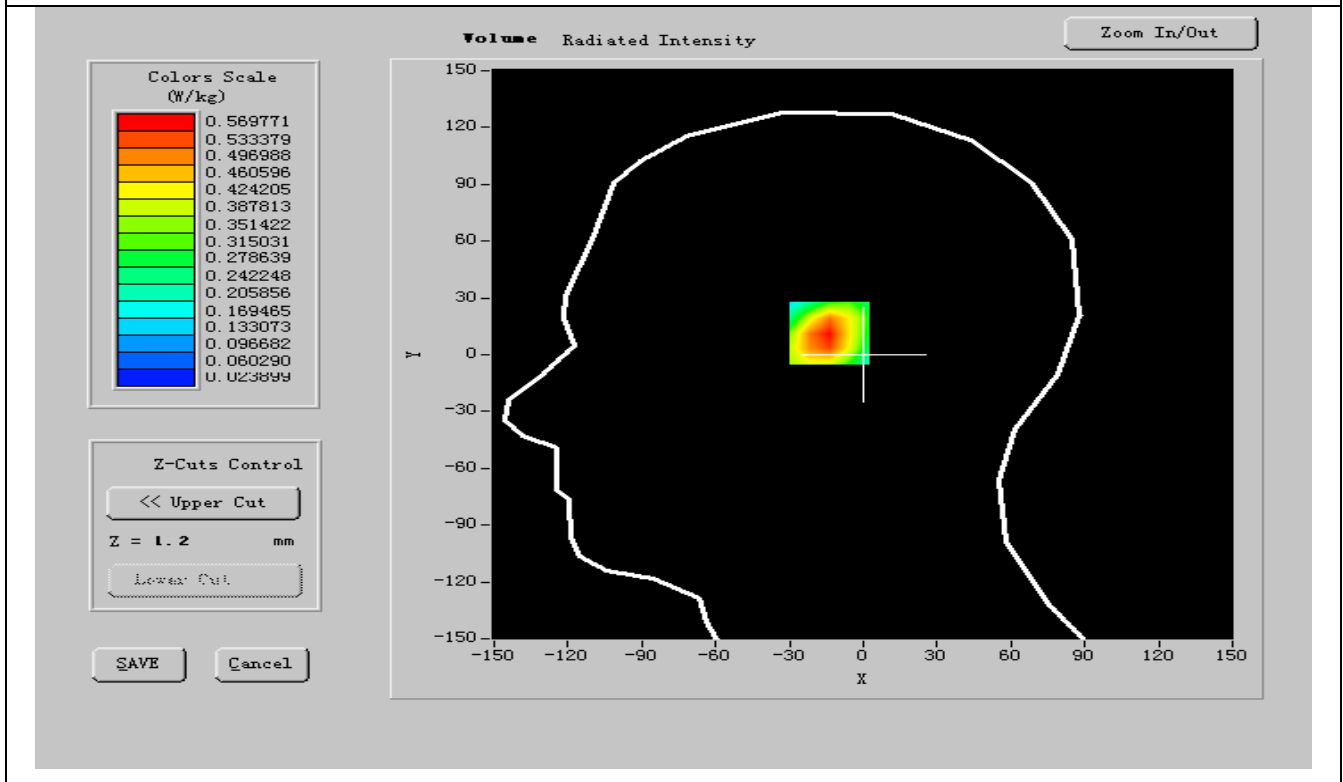 Volume Radiated Intensity
Zoom In/Out
Colors Scale
(W/kg)
0.569771
0.533379
0.496988
0.460596
0.424205
0.387813
0.351422
0.315031
0.278639
0.242248
0.205856
0.169465
0.133073
0.096682
0.060290
0.023899
Z-Cuts Control
<< Upper Cut
Z = 1.2 mm
Lower Cut
SAVE
Cancel
150
120
90
60
30
0
-30
-60
-90
-120
-150
Y
-150 -120 -90 -60 -30 0 30 60 90 120 150
X